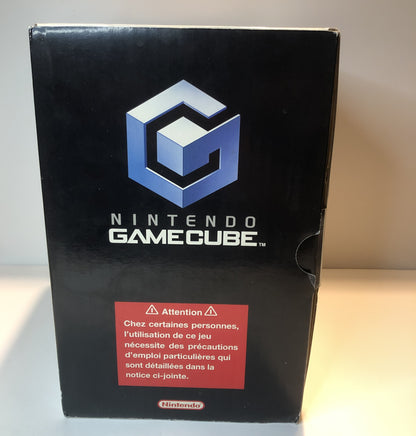 NINTENDO
GAMECUBE™
⚠ Attention ⚠
Chez certaines personnes,
l'utilisation de ce jeu
nécessite des précautions
d'emploi particulières qui
sont détaillées dans la
notice ci-jointe.
Nintendo